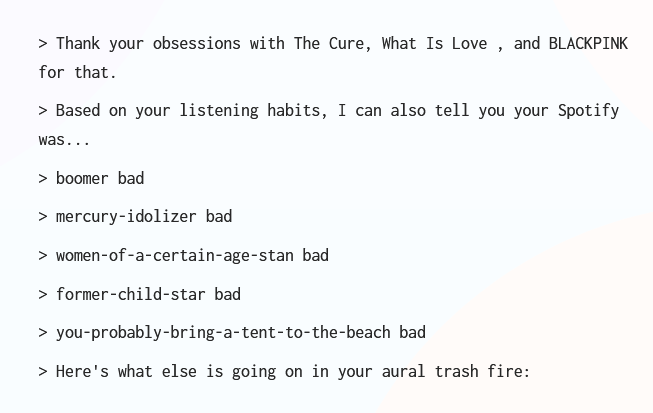 > Thank your obsessions with The Cure, What Is Love , and BLACKPINK
for that.
> Based on your listening habits, I can also tell you your Spotify
was...
> boomer bad
> mercury-idolizer bad
> women-of-a-certain-age-stan bad
> former-child-star bad
> you-probably-bring-a-tent-to-the-beach bad
> Here's what else is going on in your aural trash fire: